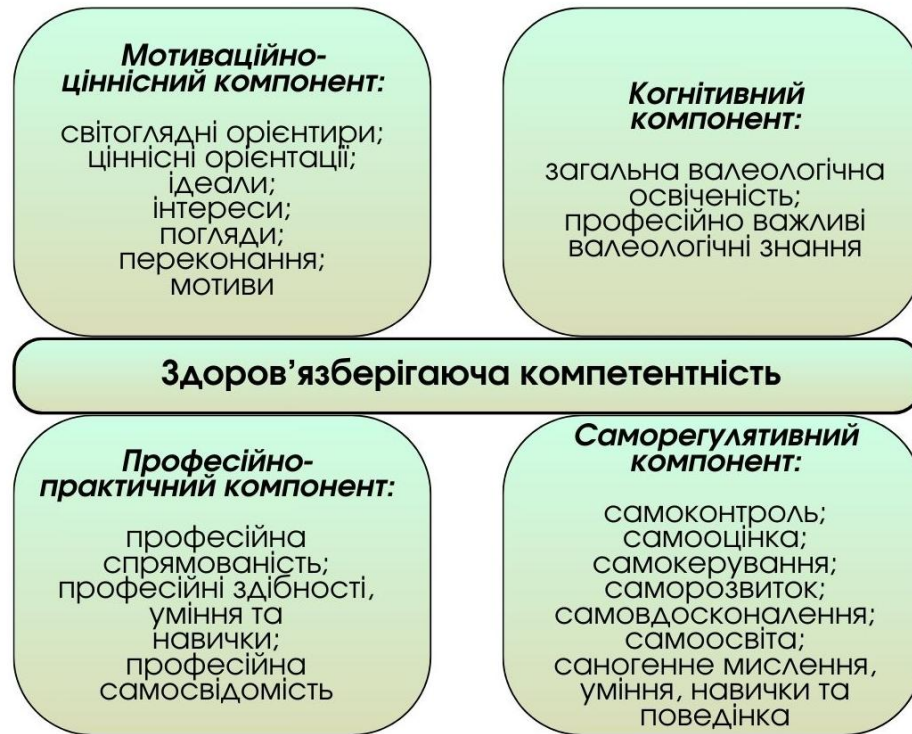 Мотиваційно-
ціннісний компонент:
світоглядні орієнтири;
ціннісні орієнтації;
ідеали;
інтереси;
погляди;
переконання;
мотиви
Когнітивний
компонент:
загальна валеологічна
освіченість;
професійно важливі
валеологічні знання
Здоров’язберігаюча компетентність
Професійно-
практичний компонент:
професійна
спрямованість;
професійні здібності,
уміння та
навички;
професійна
самосвідомість
Саморегулятивний
компонент:
самоконтроль;
самооцінка;
самокерування;
саморозвиток;
самовдосконалення;
самоосвіта;
саногенне мислення,
уміння, навички та
поведінка